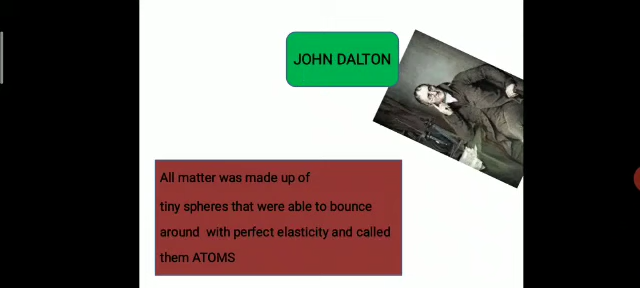 JOHN DALTON
All matter was made up of
tiny spheres that were able to bounce
around with perfect elasticity and called
them ATOMS